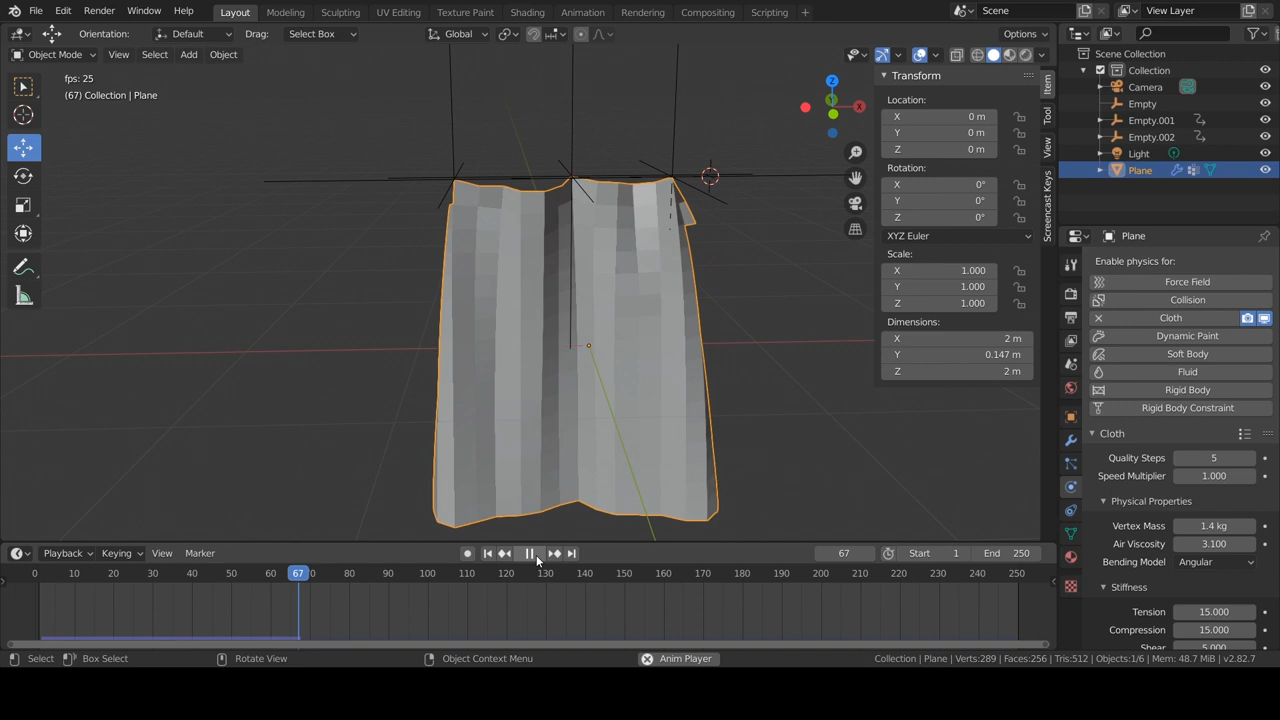 File Edit Render Window Help Layout Modeling Sculpting UV Editing Texture Paint Shading Animation Rendering Compositing Scripting Scene View Layer
Orientation: Default Drag: Select Box Global Options
Object Mode View Select Add Object
fps: 25
(67) Collection | Plane
Z
Y
X
Transform
Location:
X 0 m
Y 0 m
Z 0 m
Rotation:
X 0°
Y 0°
Z 0°
XYZ Euler
Scale:
X 1.000
Y 1.000
Z 1.000
Dimensions:
X 2 m
Y 0.147 m
Z 2 m
Item
Tool
View
Screencast Keys
Scene Collection
Collection
Camera
Empty
Empty.001
Empty.002
Light
Plane
Plane
Enable physics for:
Force Field
Collision
Cloth
Dynamic Paint
Soft Body
Fluid
Rigid Body
Rigid Body Constraint
Cloth
Quality Steps 5
Speed Multiplier 1.000
Physical Properties
Vertex Mass 1.4 kg
Air Viscosity 3.100
Bending Model Angular
Stiffness
Tension 15.000
Compression 15.000
Shear 5.000
Playback Keying View Marker 67 Start 1 End 250
0 10 20 30 40 50 60 67 70 80 90 100 110 120 130 140 150 160 170 180 190 200 210 220 230 240 250
Select Box Select Rotate View Object Context Menu Anim Player Collection | Plane | Verts:289 | Faces:256 | Tris:512 | Objects:1/6 | Mem: 48.7 MiB | v2.82.7